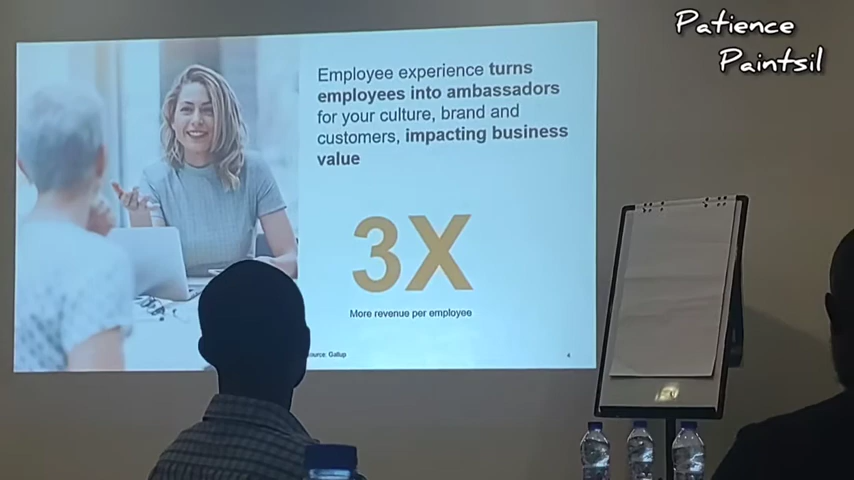 Patience
Paintsil
Employee experience turns
employees into ambassadors
for your culture, brand and
customers, impacting business
value
3X
More revenue per employee
source: Gallup
4